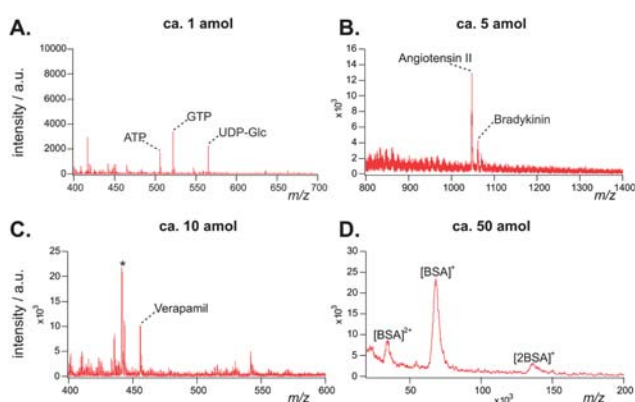 A. ca. 1 amol
intensity / a.u.
10000
8000
6000
4000
2000
0
ATP
GTP
UDP-Glc
400 450 500 550 600 650 700
m/z
B. ca. 5 amol
x10³
16
14
12
10
8
6
4
2
0
Angiotensin II
Bradykinin
800 900 1000 1100 1200 1300 1400
m/z
C. ca. 10 amol
intensity / a.u.
x10³
25
20
15
10
5
0
*
Verapamil
400 450 500 550 600
m/z
D. ca. 50 amol
x10³
30
25
20
15
10
5
0
[BSA]²⁺
[BSA]⁺
[2BSA]⁺
50 100 150 200
x10³
m/z